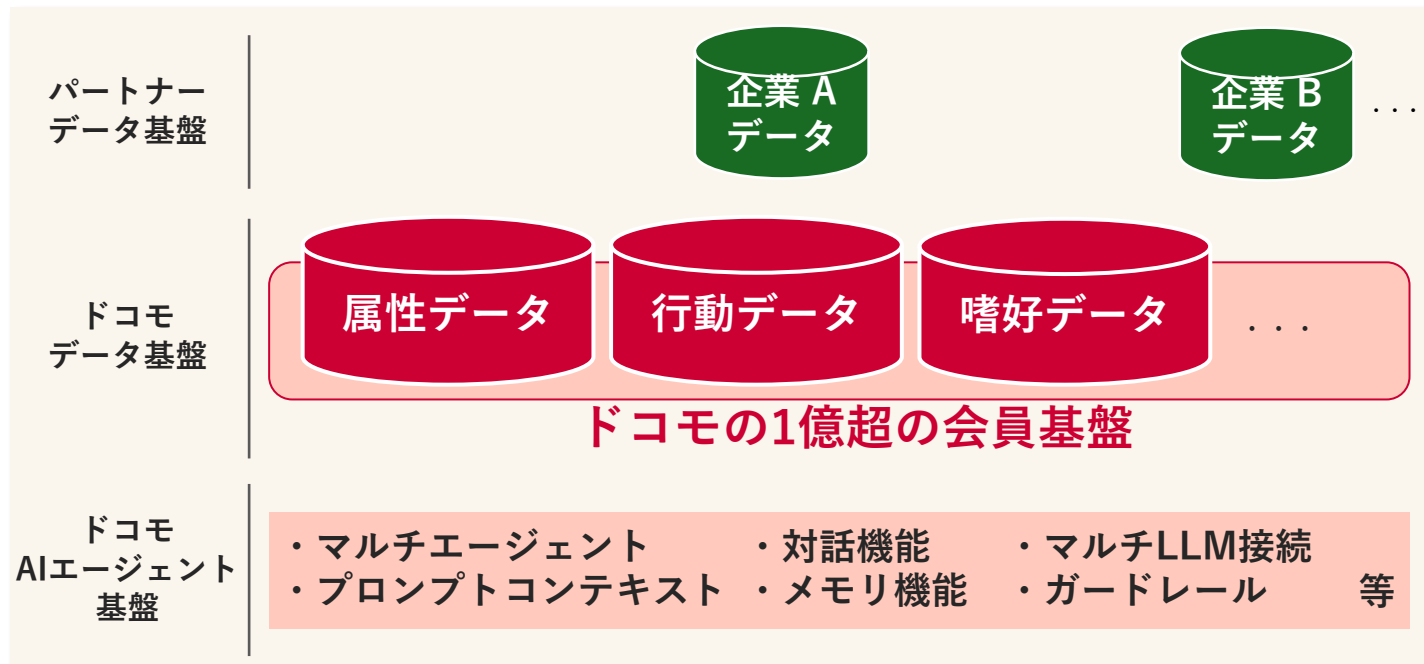 パートナー
データ基盤
企業 A
データ
企業 B
データ
・・・
ドコモ
データ基盤
属性データ
行動データ
嗜好データ
・・・
ドコモの1億超の会員基盤
ドコモ
AIエージェント
基盤
・マルチエージェント ・対話機能 ・マルチLLM接続
・プロンプトコンテキスト ・メモリ機能 ・ガードレール 等